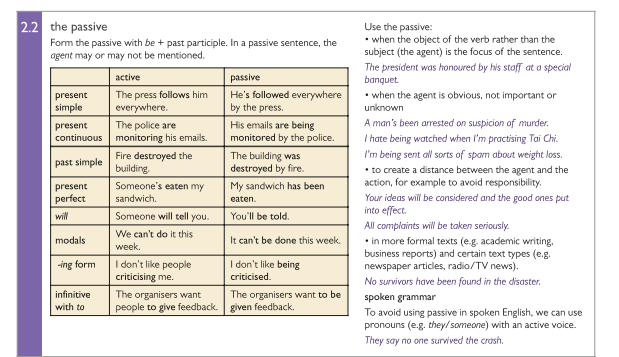 2.2 the passive
Form the passive with be + past participle. In a passive sentence, the
agent may or may not be mentioned.
active passive
present
simple
The press follows him
everywhere.
He's followed everywhere
by the press.
present
continuous
The police are
monitoring his emails.
His emails are being
monitored by the police.
past simple
Fire destroyed the
building.
The building was
destroyed by fire.
present
perfect
Someone's eaten my
sandwich.
My sandwich has been
eaten.
will
Someone will tell you.
You'll be told.
modals
We can't do it this
week.
It can't be done this week.
-ing form
I don't like people
criticising me.
I don't like being
criticised.
infinitive
with to
The organisers want
people to give feedback.
The organisers want to be
given feedback.
Use the passive:
• when the object of the verb rather than the
subject (the agent) is the focus of the sentence.
The president was honoured by his staff at a special
banquet.
• when the agent is obvious, not important or
unknown
A man's been arrested on suspicion of murder.
I hate being watched when I'm practising Tai Chi.
I'm being sent all sorts of spam about weight loss.
• to create a distance between the agent and the
action, for example to avoid responsibility.
Your ideas will be considered and the good ones put
into effect.
All complaints will be taken seriously.
• in more formal texts (e.g. academic writing,
business reports) and certain text types (e.g.
newspaper articles, radio/TV news).
No survivors have been found in the disaster.
spoken grammar
To avoid using passive in spoken English, we can use
pronouns (e.g. they/someone) with an active voice.
They say no one survived the crash.